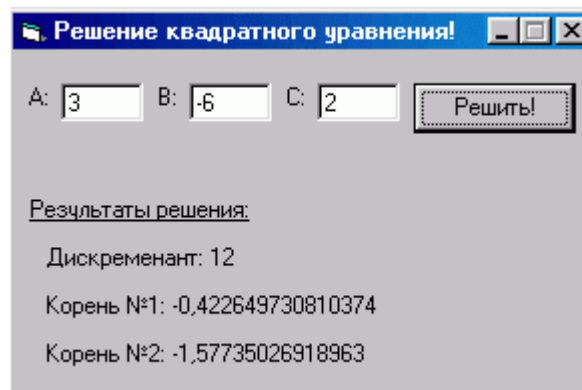 Решение квадратного уравнения!
A: 3 B: -6 C: 2 Решить!
Результаты решения:
Дискременант: 12
Корень №1: -0,422649730810374
Корень №2: -1,57735026918963